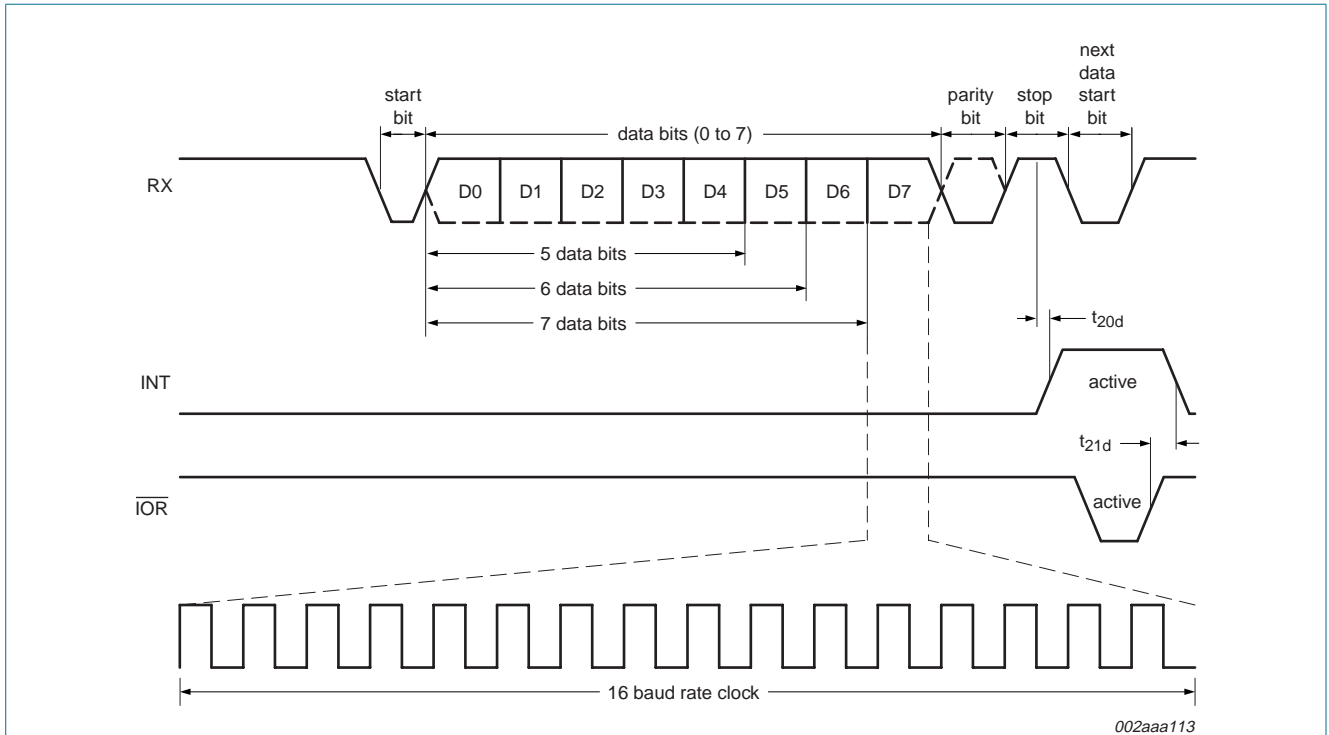 start
bit
data bits (0 to 7)
parity
bit
stop
bit
next
data
start
bit
RX
D0 D1 D2 D3 D4 D5 D6 D7
5 data bits
6 data bits
7 data bits
t20d
INT
active
t21d
IOR
active
16 baud rate clock
002aaa113